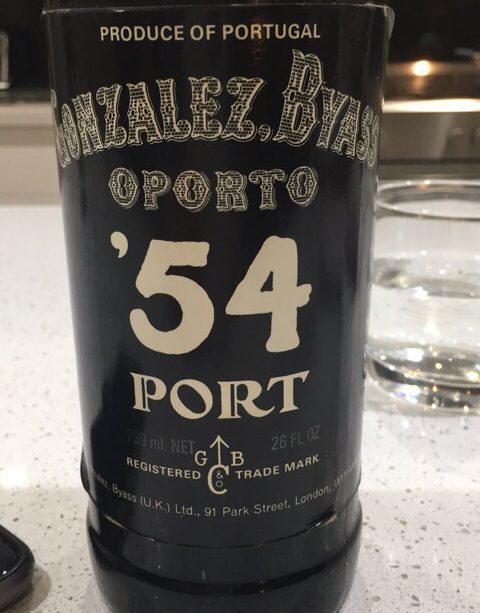 PRODUCE OF PORTUGAL
GONZALEZ, BYASS
OPORTO
'54
PORT
739 ml NET 26 FL OZ
G B
REGISTERED & TRADE MARK
Co
Byass (U.K.) Ltd., 91 Park Street, London,